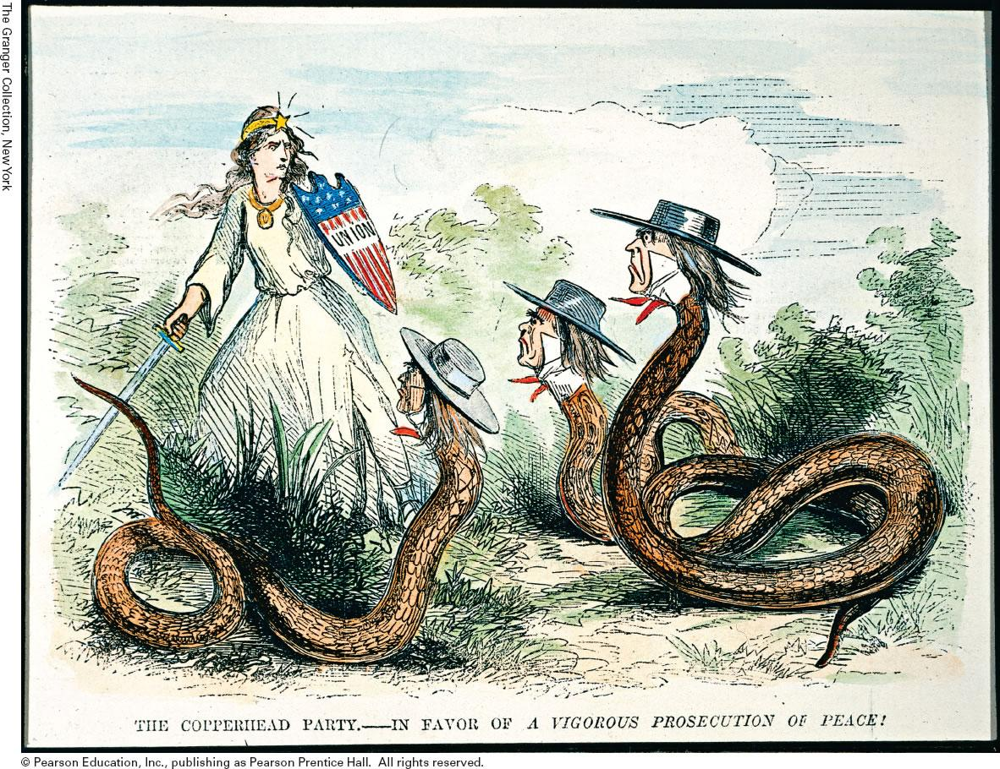 The Granger Collection, New York
UNION
THE COPPERHEAD PARTY.—IN FAVOR OF A VIGOROUS PROSECUTION OF PEACE!
© Pearson Education, Inc., publishing as Pearson Prentice Hall. All rights reserved.